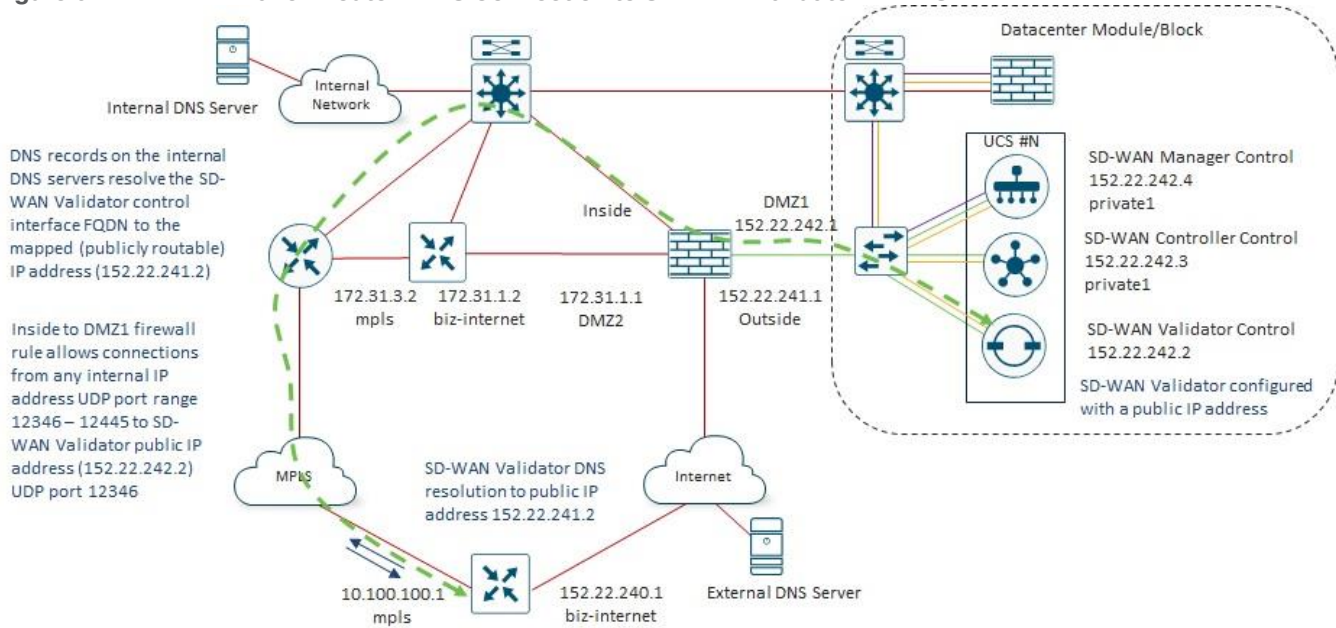 Datacenter Module/Block
Internal DNS Server
Internal
Network
DNS records on the internal
DNS servers resolve the SD-
WAN Validator control
interface FQDN to the
mapped (publicly routable)
IP address (152.22.241.2)
Inside to DMZ1 firewall
rule allows connections
from any internal IP
address UDP port range
12346 – 12445 to SD-
WAN Validator public IP
address (152.22.242.2)
UDP port 12346
Inside
DMZ1
152.22.242.1
172.31.3.2
mpls
172.31.1.2
biz-internet
172.31.1.1
DMZ2
152.22.241.1
Outside
UCS #N
SD-WAN Manager Control
152.22.242.4
private1
SD-WAN Controller Control
152.22.242.3
private1
SD-WAN Validator Control
152.22.242.2
SD-WAN Validator configured
with a public IP address
MPLS
SD-WAN Validator DNS
resolution to public IP
address 152.22.241.2
Internet
10.100.100.1
mpls
152.22.240.1
biz-internet
External DNS Server